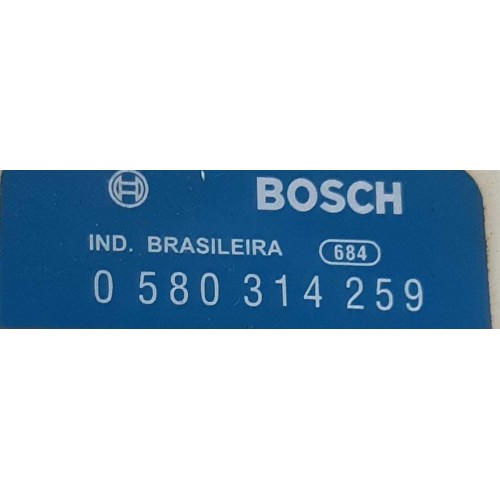 BOSCH
IND. BRASILEIRA 684
0 580 314 259